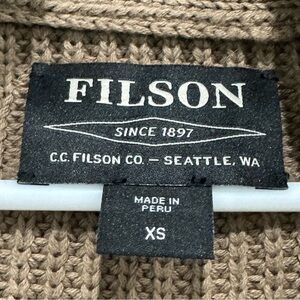 FILSON
SINCE 1897
C.C. FILSON CO. — SEATTLE, WA
MADE IN
PERU
XS